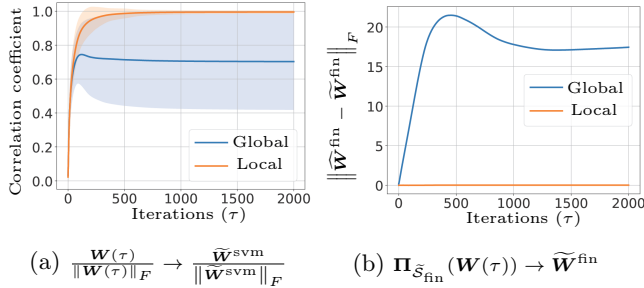 Correlation coefficient
1.0
0.8
0.6
0.4
0.2
0.0
Global
Local
0 500 1000 1500 2000
Iterations (τ)
(a) W(τ) / ‖W(τ)‖_F → W̃^svm / ‖W̃^svm‖_F
‖Ŵ^fin − W̃^fin‖_F
20
15
10
5
0
Global
Local
0 500 1000 1500 2000
Iterations (τ)
(b) Π_{S̃_fin}(W(τ)) → W̃^fin